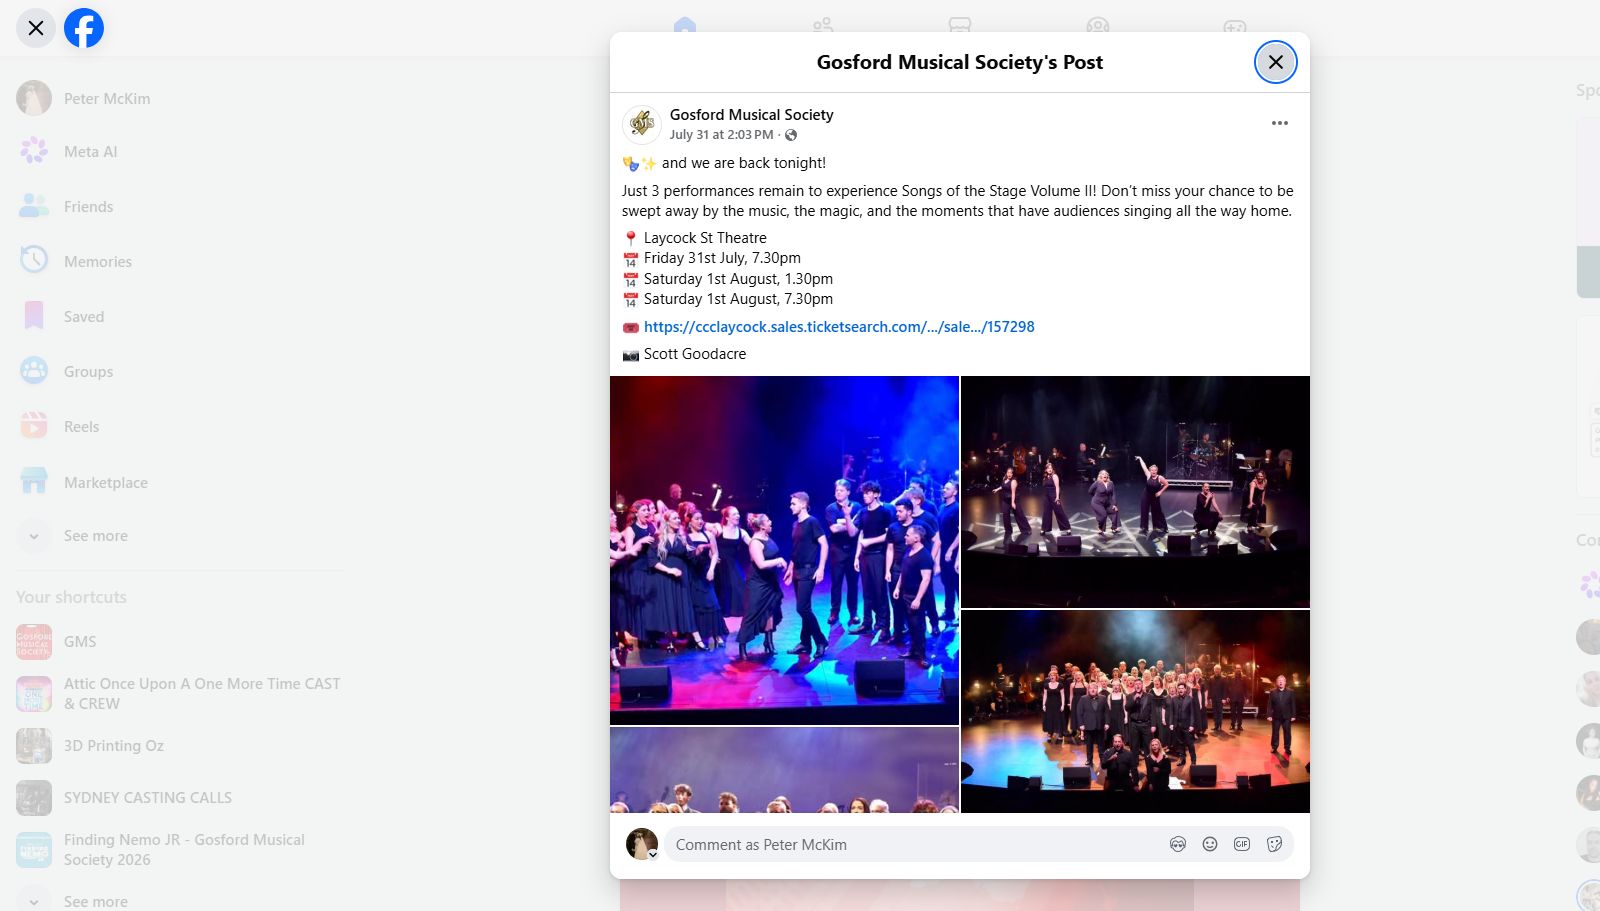 Gosford Musical Society's Post
Peter McKim
Meta AI
Friends
Memories
Saved
Groups
Reels
Marketplace
See more
Your shortcuts
GMS
Attic Once Upon A One More Time CAST
& CREW
3D Printing Oz
SYDNEY CASTING CALLS
Finding Nemo JR - Gosford Musical
Society 2026
See more
GMS
Gosford Musical Society
July 31 at 2:03 PM ·
🎭✨ and we are back tonight!
Just 3 performances remain to experience Songs of the Stage Volume II! Don’t miss your chance to be
swept away by the music, the magic, and the moments that have audiences singing all the way home.
📍 Laycock St Theatre
📅 Friday 31st July, 7.30pm
📅 Saturday 1st August, 1.30pm
📅 Saturday 1st August, 7.30pm
🎟️ https://ccclaycock.sales.ticketsearch.com/.../sale.../157298
📷 Scott Goodacre
Comment as Peter McKim
GIF
Spo
Cor